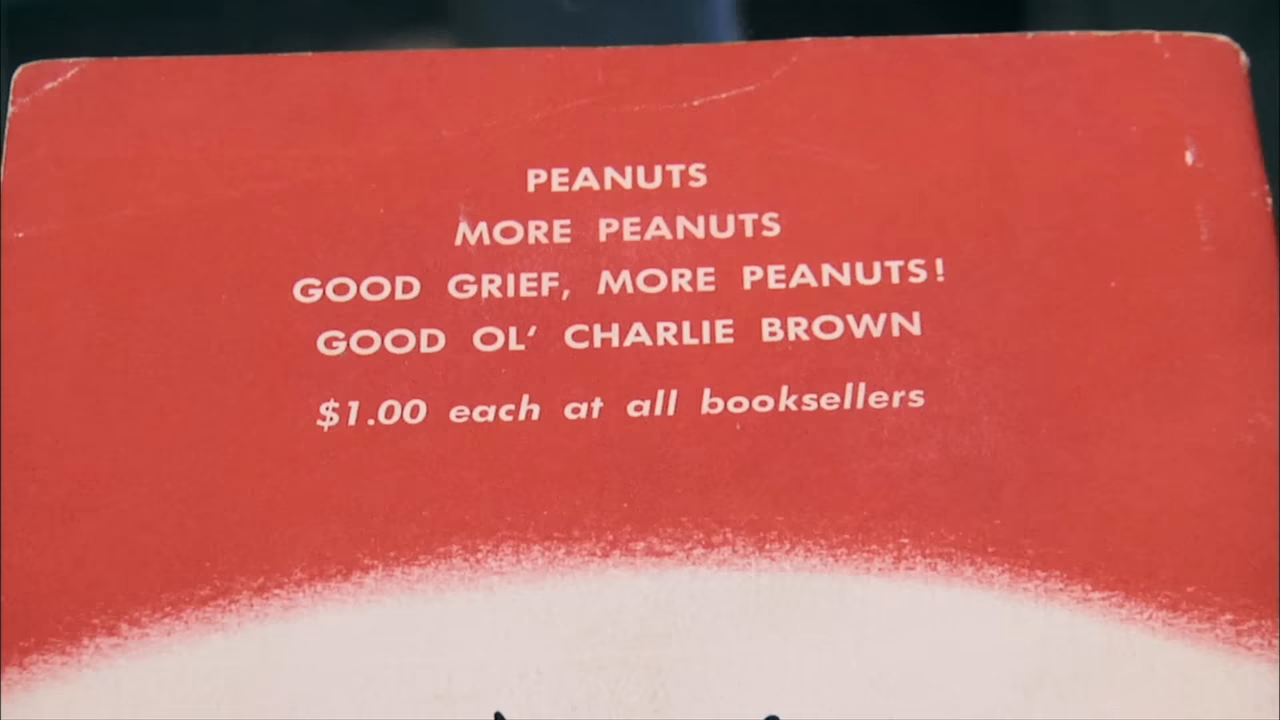 PEANUTS
MORE PEANUTS
GOOD GRIEF, MORE PEANUTS!
GOOD OL' CHARLIE BROWN
$1.00 each at all booksellers